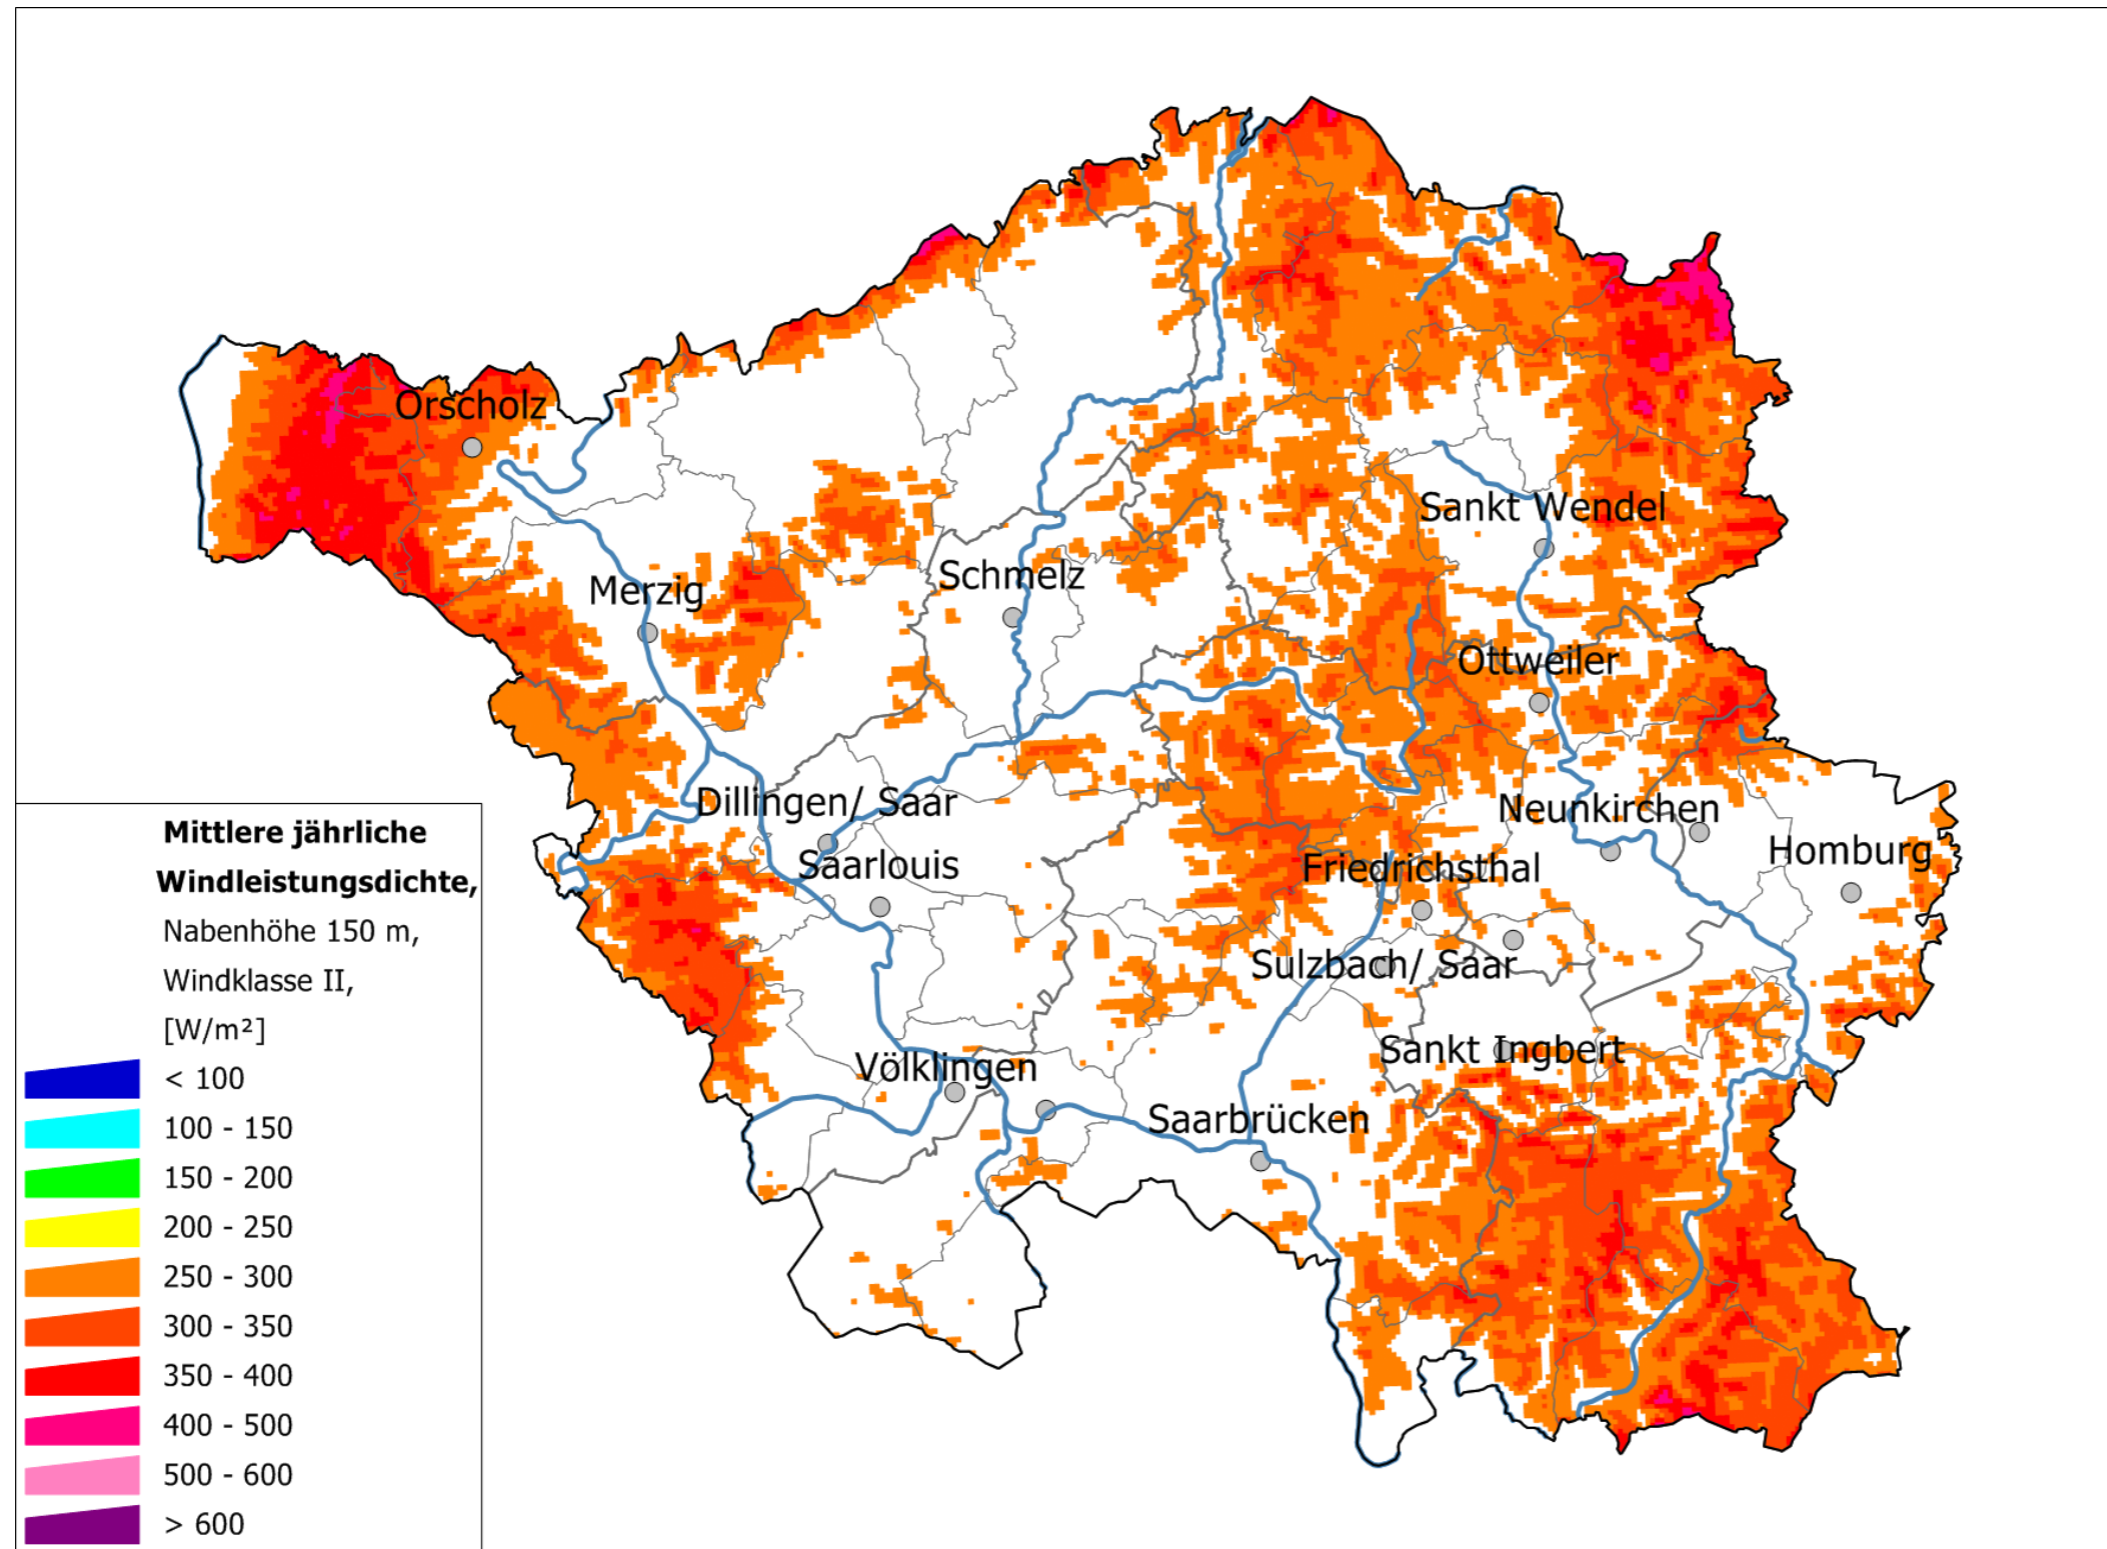 Orscholz
Sankt Wendel
Schmelz
Merzig
Ottweiler
Dillingen/ Saar
Neunkirchen
Saarlouis
Friedrichsthal
Homburg
Sulzbach/ Saar
Sankt Ingbert
Völklingen
Saarbrücken
Mittlere jährliche
Windleistungsdichte,
Nabenhöhe 150 m,
Windklasse II,
[W/m²]
< 100
100 - 150
150 - 200
200 - 250
250 - 300
300 - 350
350 - 400
400 - 500
500 - 600
> 600